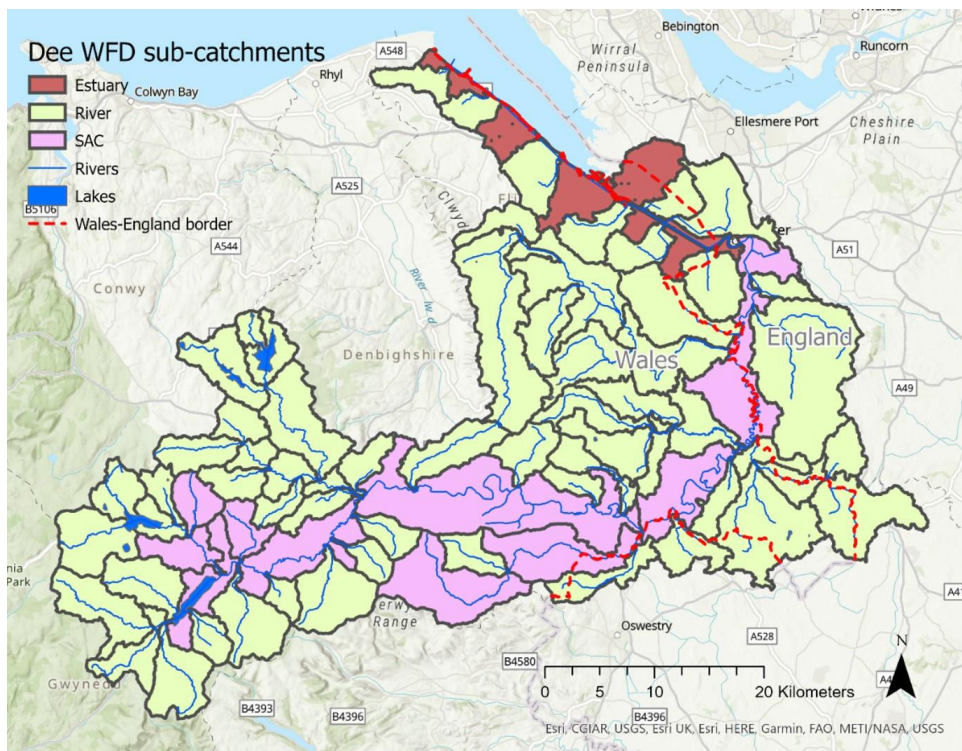 Dee WFD sub-catchments
Estuary
River
SAC
Rivers
Lakes
Wales-England border
A548
Rhyl
Colwyn Bay
Wirral
Peninsula
Bebington
Runcorn
Ellesmere Port
Cheshire
Plain
B5106
A525
A544
Clwyd
A51
Conwy
River
Denbighshire
Wales
England
A49
Park
Range
Oswestry
A528
Gwynedd
B4580
B4393
B4396
B4396
N
0 5 10 20 Kilometers
Esri, CGIAR, USGS, Esri UK, Esri, HERE, Garmin, FAO, METI/NASA, USGS